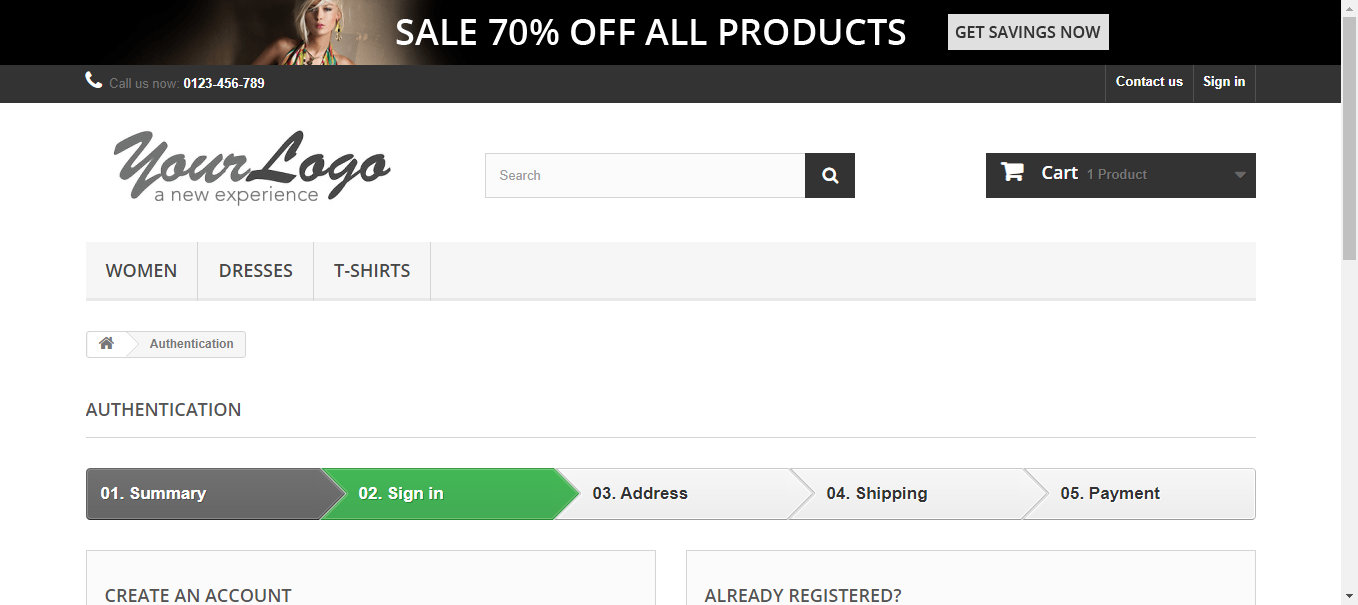 SALE 70% OFF ALL PRODUCTS
GET SAVINGS NOW
Call us now: 0123-456-789
Contact us
Sign in
YourLogo
a new experience
Search
Cart 1 Product
WOMEN
DRESSES
T-SHIRTS
Authentication
AUTHENTICATION
01. Summary
02. Sign in
03. Address
04. Shipping
05. Payment
CREATE AN ACCOUNT
ALREADY REGISTERED?